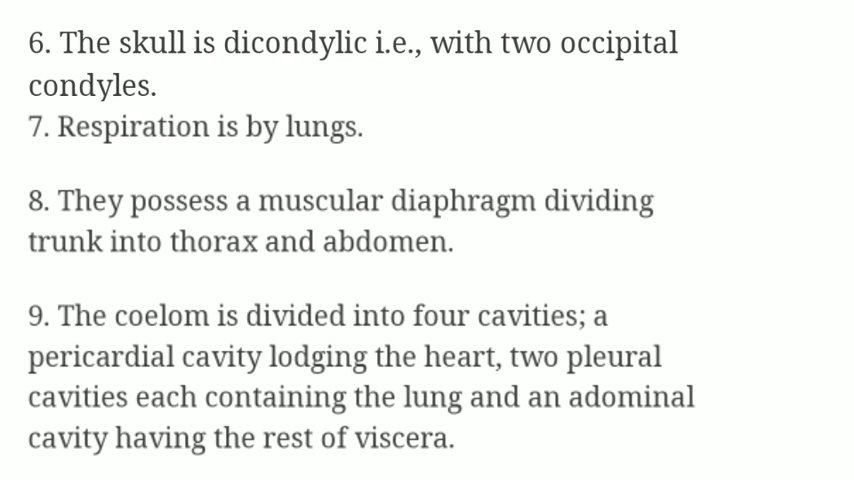 6. The skull is dicondylic i.e., with two occipital
condyles.
7. Respiration is by lungs.
8. They possess a muscular diaphragm dividing
trunk into thorax and abdomen.
9. The coelom is divided into four cavities; a
pericardial cavity lodging the heart, two pleural
cavities each containing the lung and an adominal
cavity having the rest of viscera.